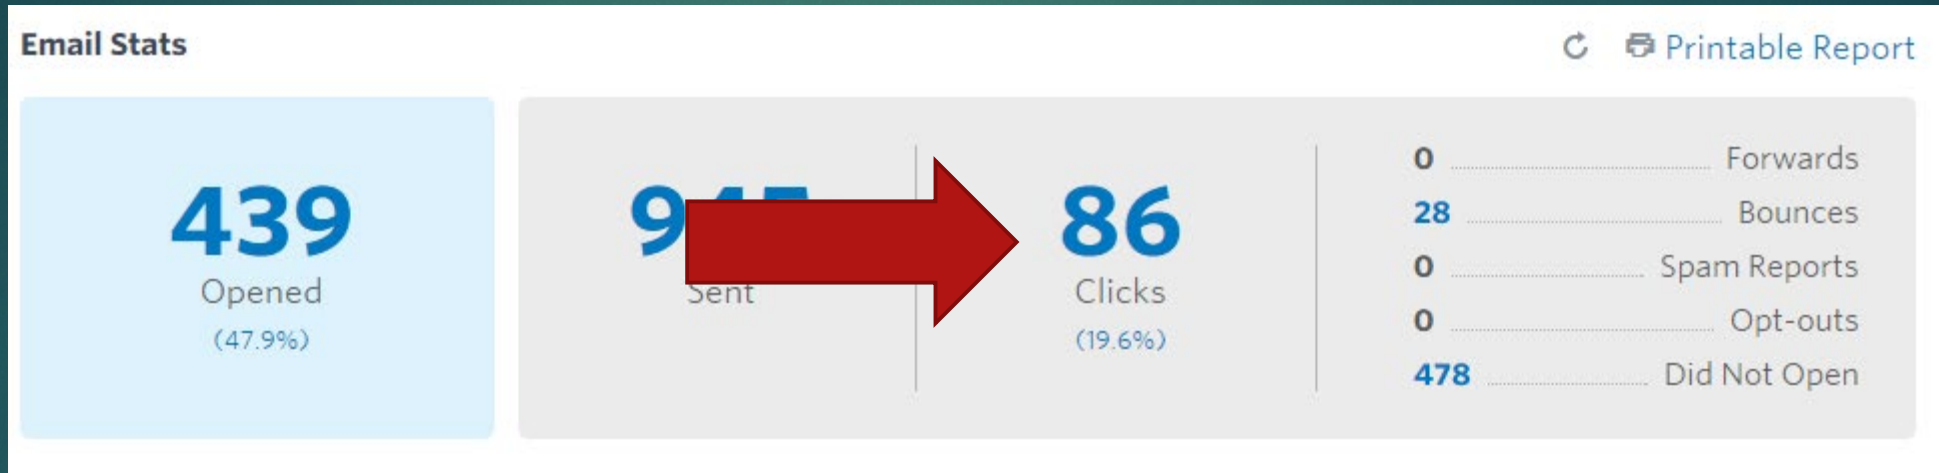 Email Stats
Printable Report
439
Opened
(47.9%)
Sent
86
Clicks
(19.6%)
0 Forwards
28 Bounces
0 Spam Reports
0 Opt-outs
478 Did Not Open